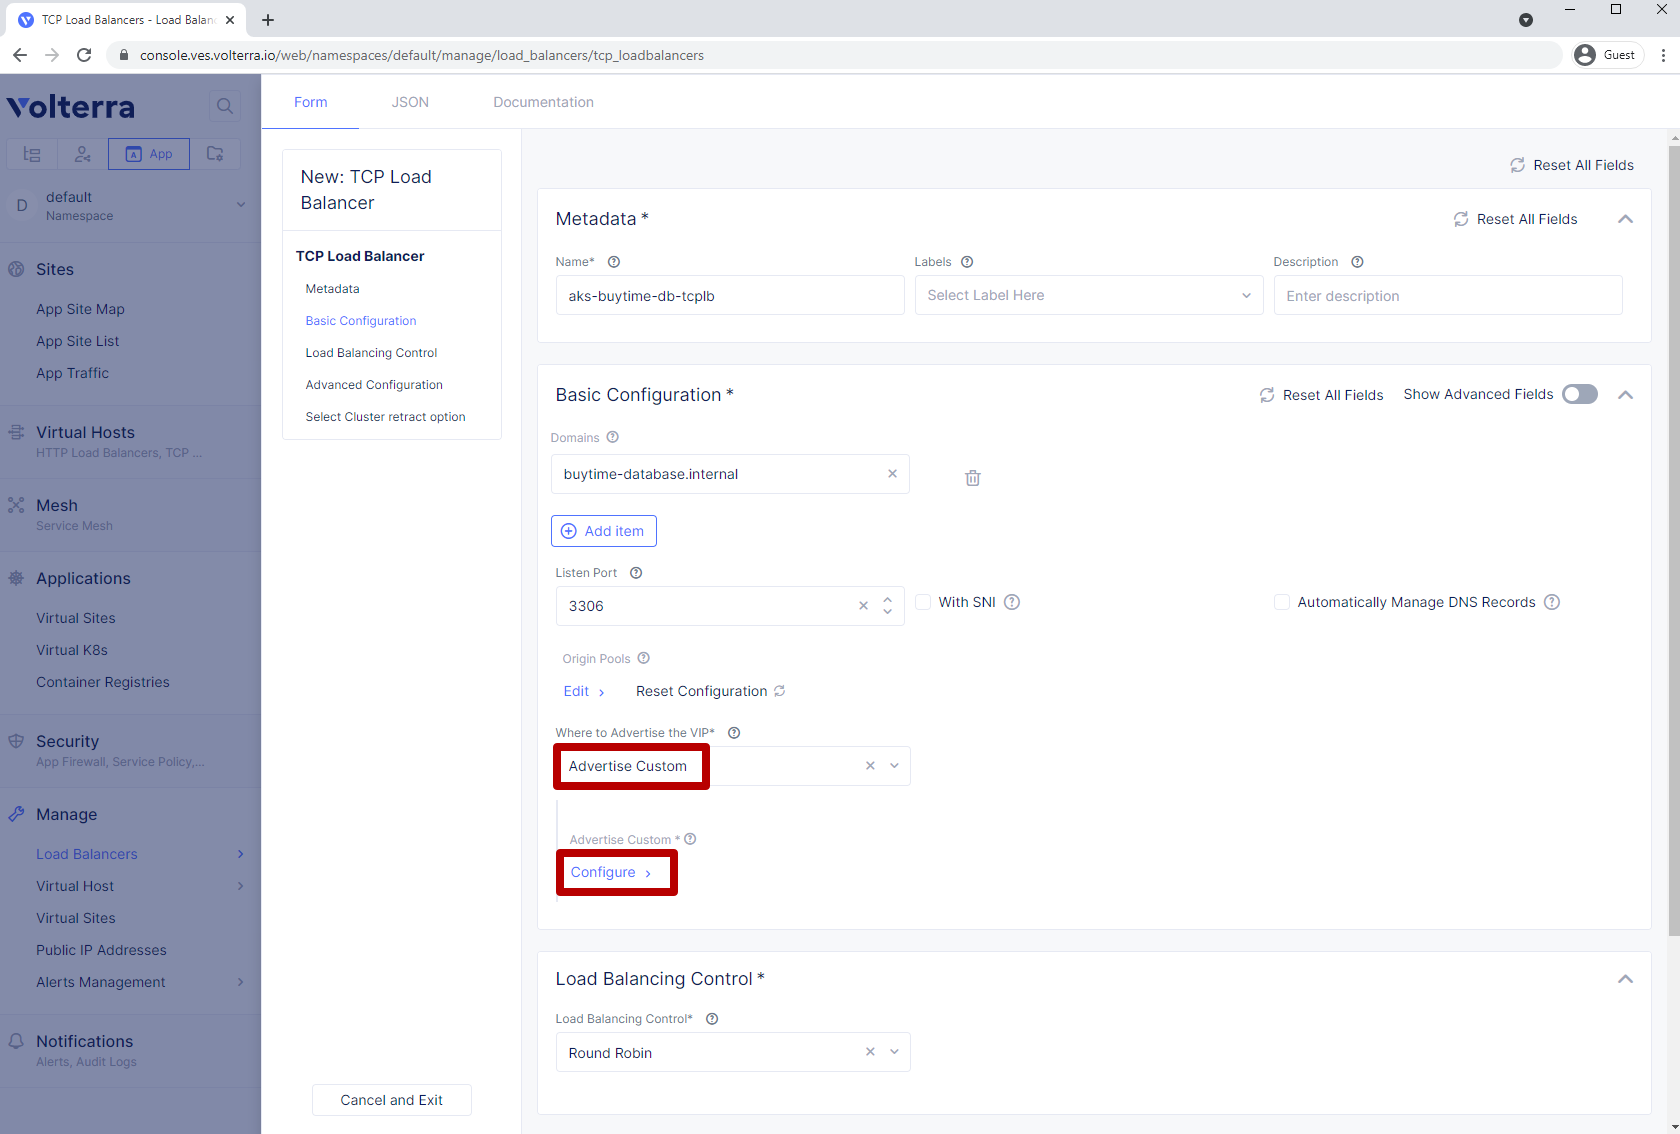 TCP Load Balancers - Load Balanc
console.ves.volterra.io/web/namespaces/default/manage/load_balancers/tcp_loadbalancers
Guest
Volterra
App
D
default
Namespace
Sites
App Site Map
App Site List
App Traffic
Virtual Hosts
HTTP Load Balancers, TCP ...
Mesh
Service Mesh
Applications
Virtual Sites
Virtual K8s
Container Registries
Security
App Firewall, Service Policy,...
Manage
Load Balancers
Virtual Host
Virtual Sites
Public IP Addresses
Alerts Management
Notifications
Alerts, Audit Logs
Form
JSON
Documentation
New: TCP Load
Balancer
TCP Load Balancer
Metadata
Basic Configuration
Load Balancing Control
Advanced Configuration
Select Cluster retract option
Cancel and Exit
Reset All Fields
Metadata *
Reset All Fields
Name*
Labels
Description
aks-buytime-db-tcplb
Select Label Here
Enter description
Basic Configuration *
Reset All Fields
Show Advanced Fields
Domains
buytime-database.internal
Add item
Listen Port
3306
With SNI
Automatically Manage DNS Records
Origin Pools
Edit
Reset Configuration
Where to Advertise the VIP*
Advertise Custom
Advertise Custom *
Configure
Load Balancing Control *
Load Balancing Control*
Round Robin